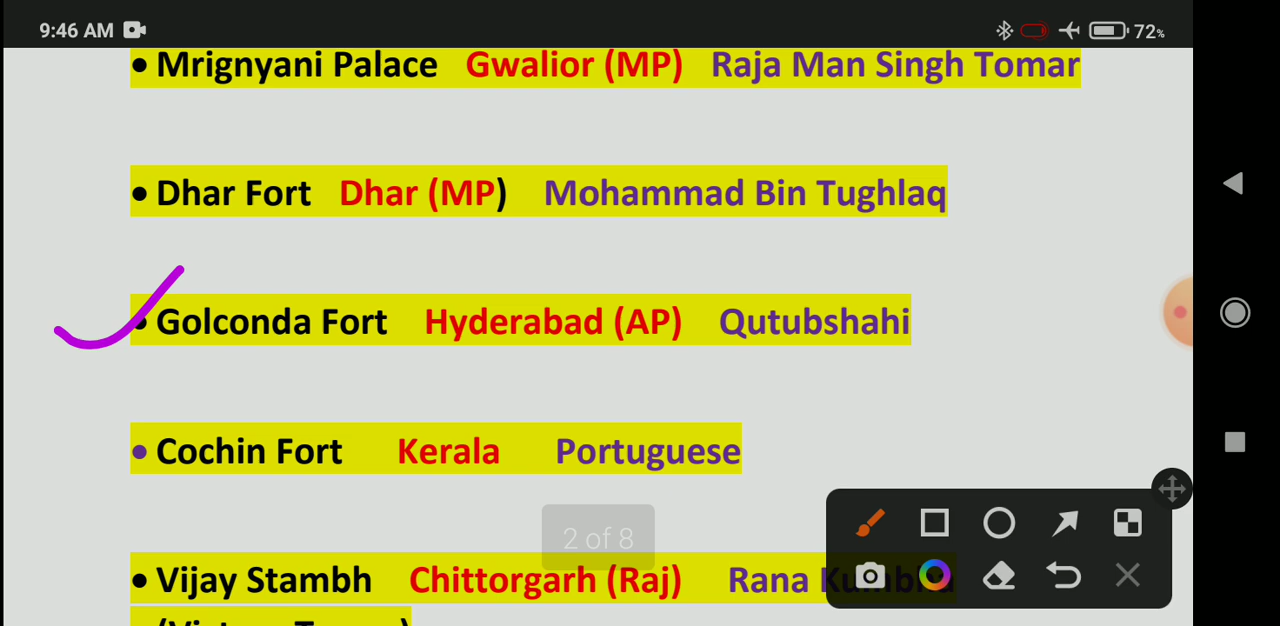 9:46 AM 72%
• Mrignyani Palace Gwalior (MP) Raja Man Singh Tomar
• Dhar Fort Dhar (MP) Mohammad Bin Tughlaq
• Golconda Fort Hyderabad (AP) Qutubshahi
• Cochin Fort Kerala Portuguese
2 of 8
• Vijay Stambh Chittorgarh (Raj) Rana Kumbha